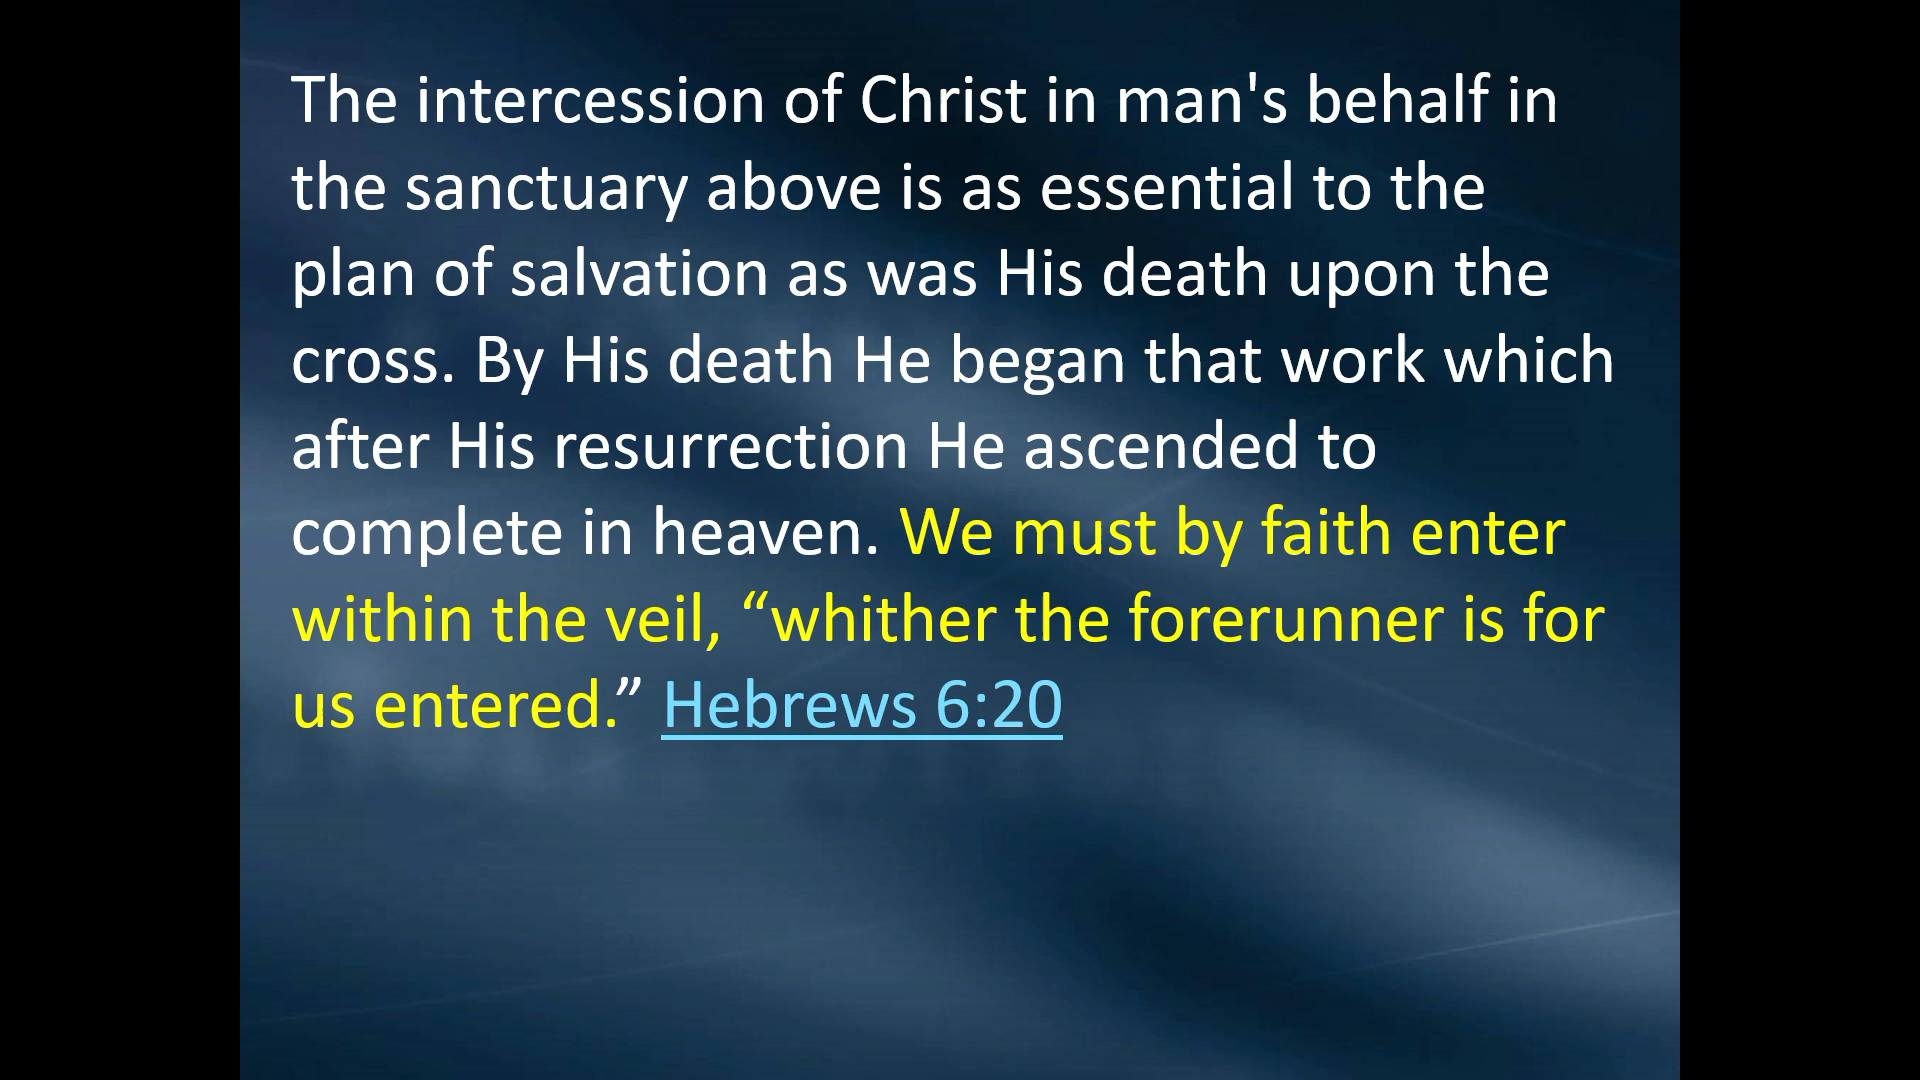 The intercession of Christ in man's behalf in
the sanctuary above is as essential to the
plan of salvation as was His death upon the
cross. By His death He began that work which
after His resurrection He ascended to
complete in heaven. We must by faith enter
within the veil, “whither the forerunner is for
us entered.” Hebrews 6:20